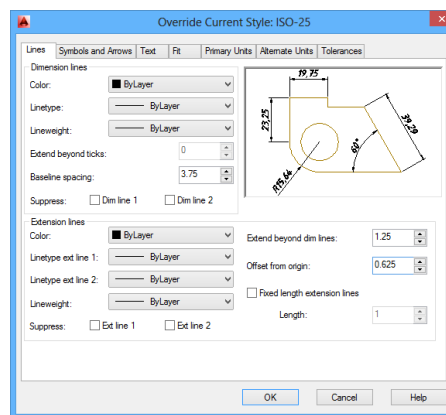 Override Current Style: ISO-25
Lines Symbols and Arrows Text Fit Primary Units Alternate Units Tolerances
Dimension lines
Color: ByLayer
Linetype: ByLayer
Lineweight: ByLayer
Extend beyond ticks: 0
Baseline spacing: 3.75
Suppress: Dim line 1 Dim line 2
19,75
23,25
39,29
60°
R15,64
Extension lines
Color: ByLayer
Linetype ext line 1: ByLayer
Linetype ext line 2: ByLayer
Lineweight: ByLayer
Suppress: Ext line 1 Ext line 2
Extend beyond dim lines: 1.25
Offset from origin: 0.625
Fixed length extension lines
Length: 1
OK Cancel Help